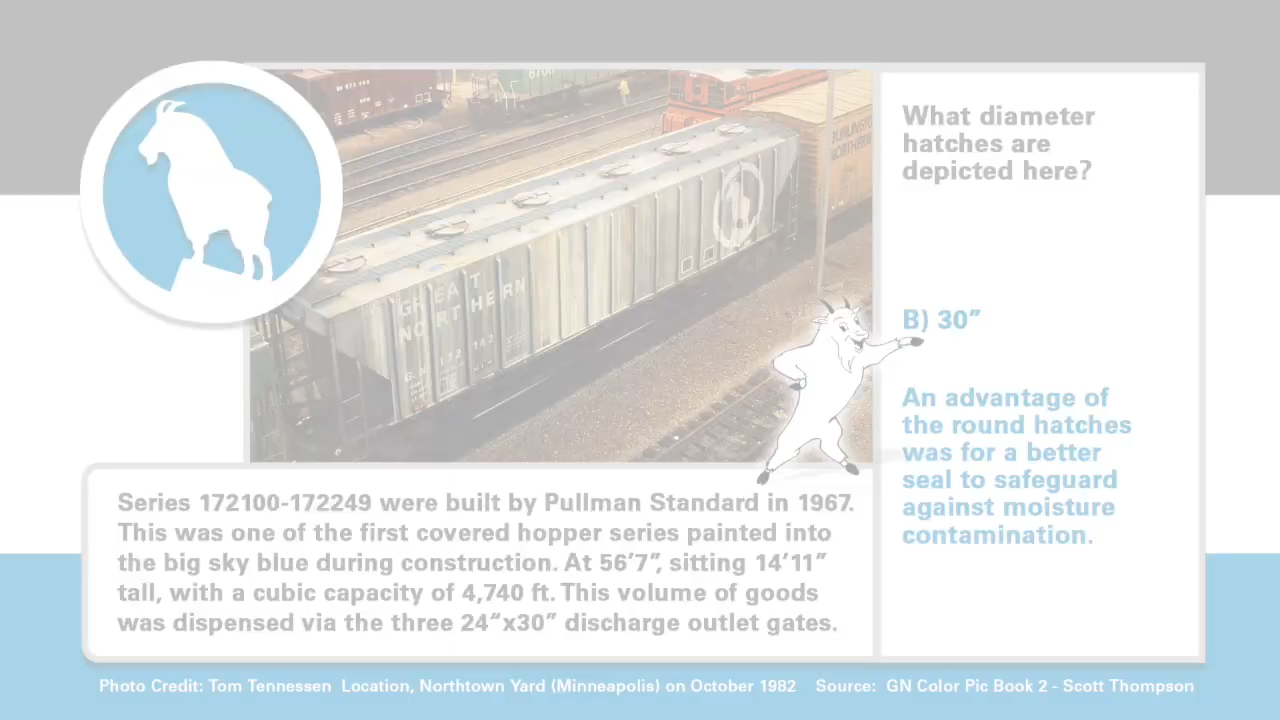 What diameter
hatches are
depicted here?
BURLINGTON
NORTHERN
GREAT
NORTHERN
B) 30”
An advantage of
the round hatches
was for a better
seal to safeguard
against moisture
contamination.
Series 172100-172249 were built by Pullman Standard in 1967.
This was one of the first covered hopper series painted into
the big sky blue during construction. At 56’7”, sitting 14’11”
tall, with a cubic capacity of 4,740 ft. This volume of goods
was dispensed via the three 24“x30” discharge outlet gates.
Photo Credit: Tom Tennessen Location, Northtown Yard (Minneapolis) on October 1982 Source: GN Color Pic Book 2 - Scott Thompson